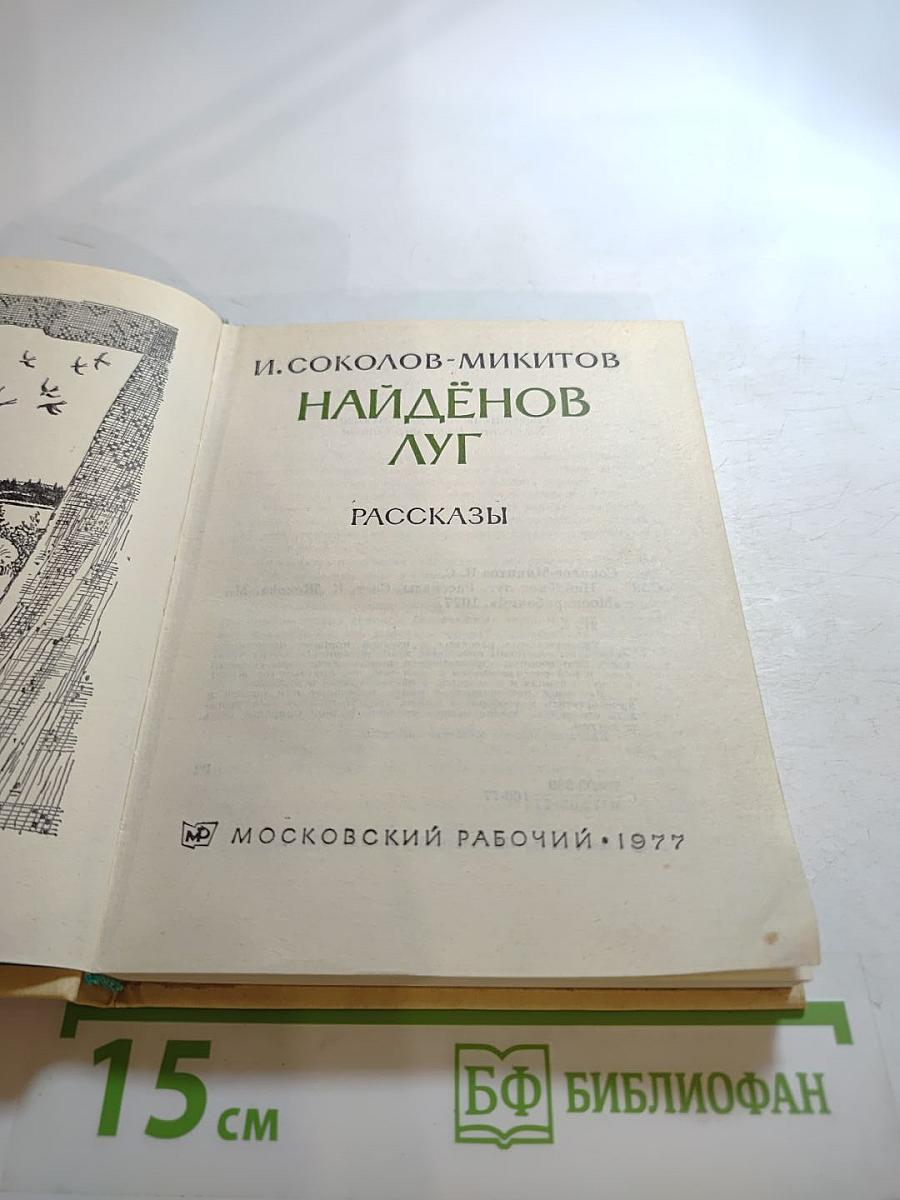 И. СОКОЛОВ-МИКИТОВ
НАЙДЁНОВ
ЛУГ
РАССКАЗЫ
МР МОСКОВСКИЙ РАБОЧИЙ • 1977
15 см
БФ БИБЛИОФАН